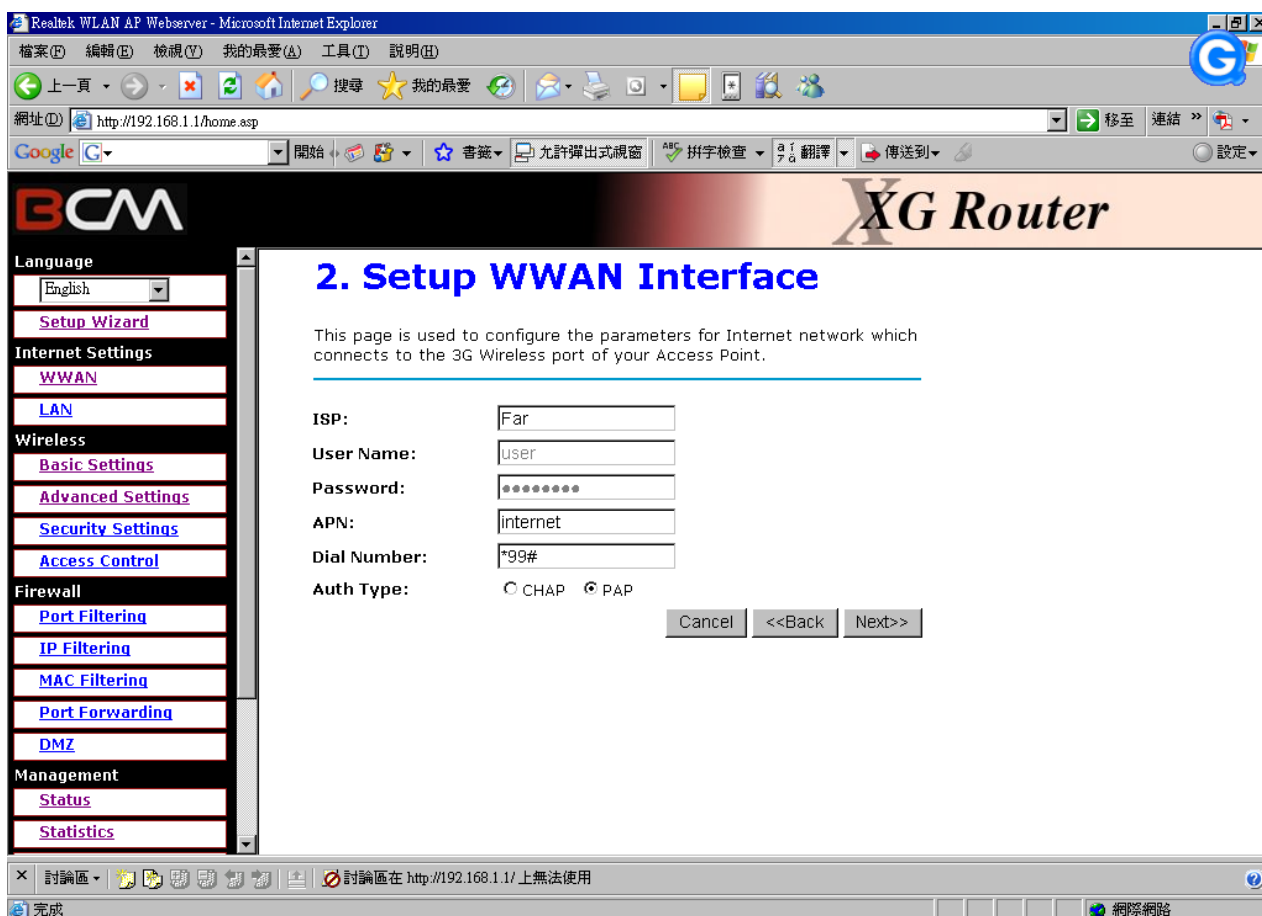 Realtek WLAN AP Webserver - Microsoft Internet Explorer
檔案(F) 編輯(E) 檢視(V) 我的最愛(A) 工具(T) 說明(H)
上一頁 搜尋 我的最愛
網址(D) http://192.168.1.1/home.asp 移至 連結 »
Google G 開始 書籤 允許彈出式視窗 ABC 拼字檢查 翻譯 傳送到 設定
BCM
XG Router
Language
English
Setup Wizard
Internet Settings
WWAN
LAN
Wireless
Basic Settings
Advanced Settings
Security Settings
Access Control
Firewall
Port Filtering
IP Filtering
MAC Filtering
Port Forwarding
DMZ
Management
Status
Statistics
2. Setup WWAN Interface
This page is used to configure the parameters for Internet network which
connects to the 3G Wireless port of your Access Point.
ISP: Far
User Name: user
Password: ●●●●●●●●
APN: internet
Dial Number: *99#
Auth Type: CHAP PAP
Cancel <<Back Next>>
× 討論區 討論區在 http://192.168.1.1/ 上無法使用
完成 網際網路